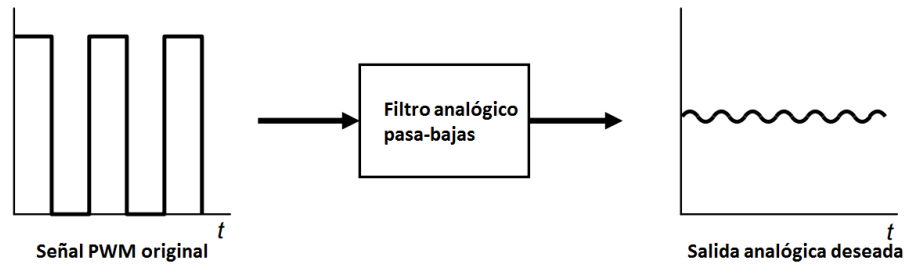 Filtro analógico
pasa-bajas
t
t
Señal PWM original
Salida analógica deseada